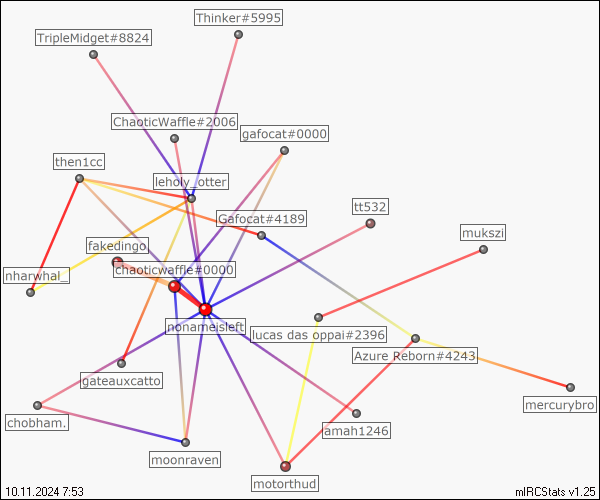 Thinker#5995
TripleMidget#8824
ChaoticWaffle#2006
gafocat#0000
then1cc
leholy_otter
tt532
Gafocat#4189
mukszi
fakedingo
chaoticwaffle#0000
nharwhal_
nonameisleft
lucas das oppai#2396
Azure Reborn#4243
gateauxcatto
mercurybro
chobham.
amah1246
moonraven
motorthud
10.11.2024 7:53
mIRCStats v1.25